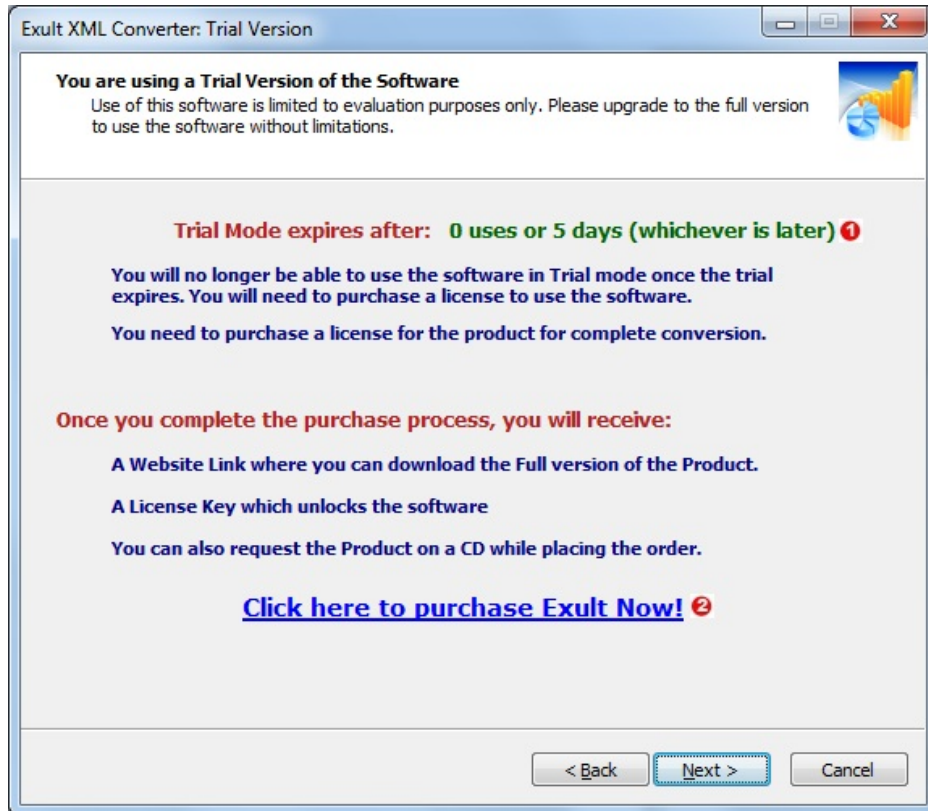 Exult XML Converter: Trial Version
You are using a Trial Version of the Software
Use of this software is limited to evaluation purposes only. Please upgrade to the full version
to use the software without limitations.
Trial Mode expires after: 0 uses or 5 days (whichever is later) 1
You will no longer be able to use the software in Trial mode once the trial
expires. You will need to purchase a license to use the software.
You need to purchase a license for the product for complete conversion.
Once you complete the purchase process, you will receive:
A Website Link where you can download the Full version of the Product.
A License Key which unlocks the software
You can also request the Product on a CD while placing the order.
Click here to purchase Exult Now! 2
< Back Next > Cancel